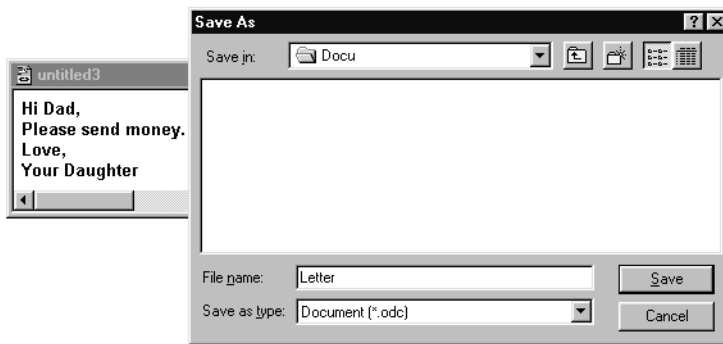 untitled3
Hi Dad,
Please send money.
Love,
Your Daughter
Save As
Save in:
Docu
File name:
Letter
Save
Save as type:
Document (*.odc)
Cancel